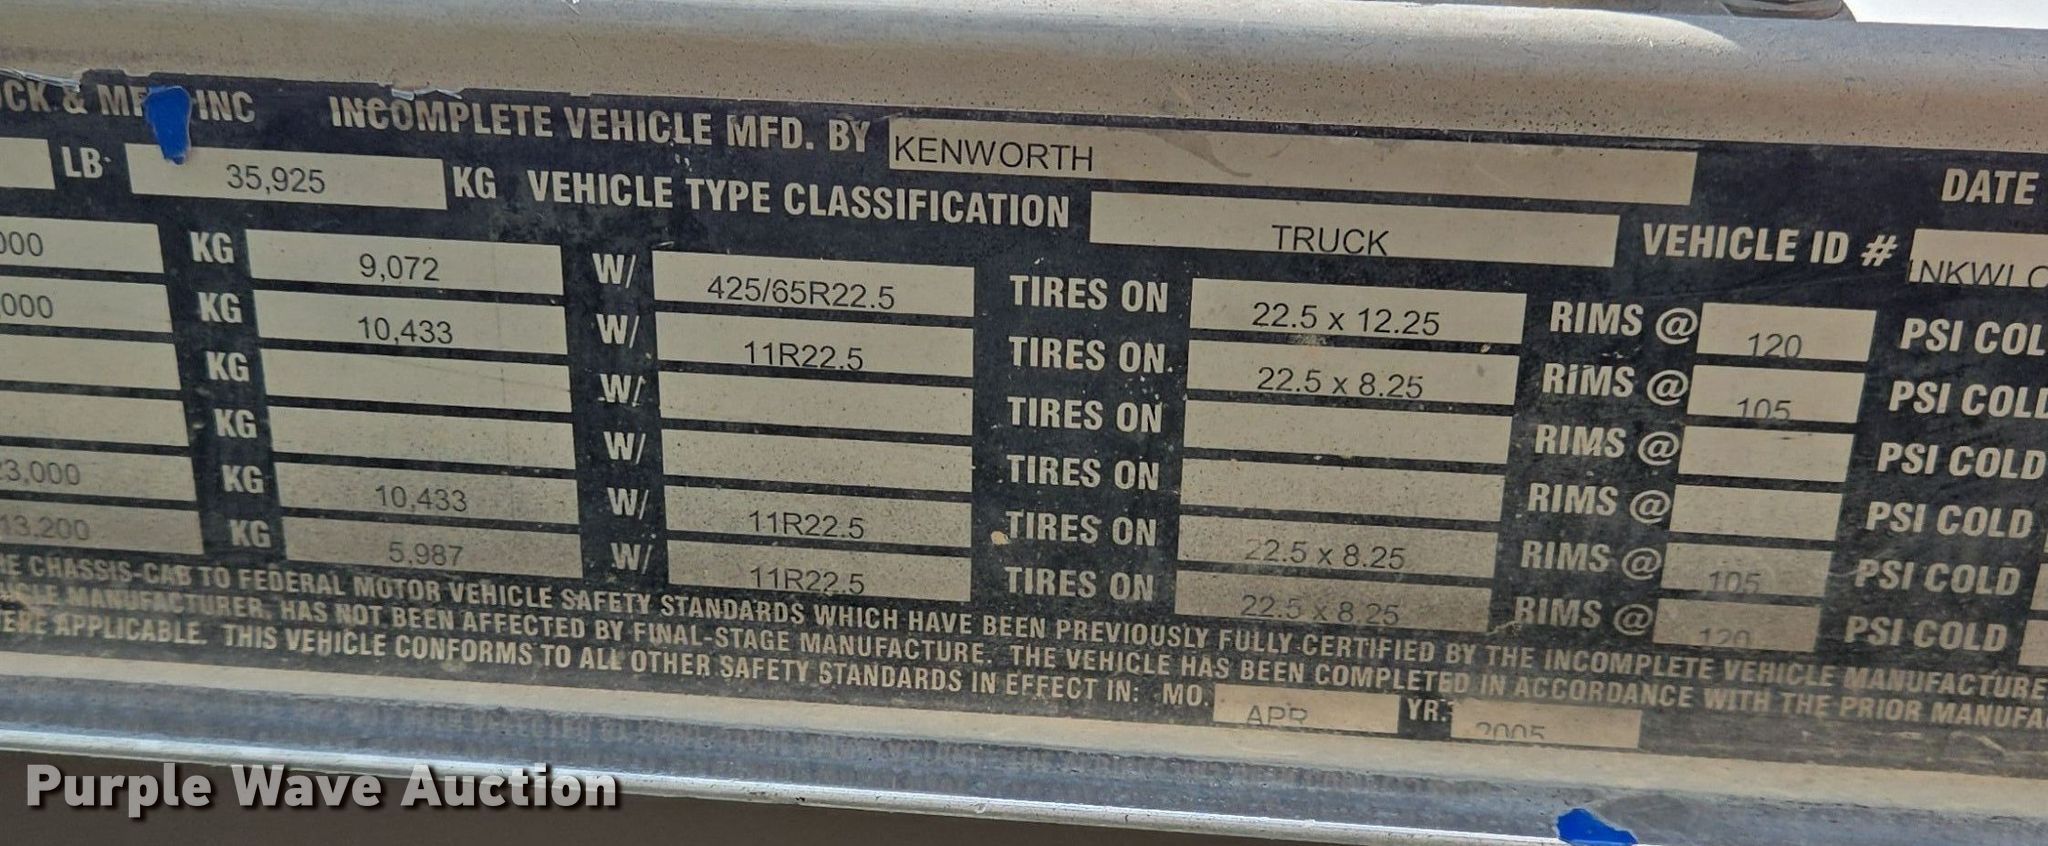 CK & MFG INC INCOMPLETE VEHICLE MFD. BY KENWORTH DATE
LB 35,925 KG VEHICLE TYPE CLASSIFICATION TRUCK VEHICLE ID # 1NKWLO
000 KG 9,072 W/ 425/65R22.5 TIRES ON 22.5 x 12.25 RIMS @ 120 PSI COL
000 KG 10,433 W/ 11R22.5 TIRES ON 22.5 x 8.25 RIMS @ 105 PSI COLD
KG W/ TIRES ON RIMS @ PSI COLD
KG W/ TIRES ON RIMS @ PSI COLD
23,000 KG 10,433 W/ 11R22.5 TIRES ON 22.5 x 8.25 RIMS @ 105 PSI COLD
13,200 KG 5,987 W/ 11R22.5 TIRES ON 22.5 x 8.25 RIMS @ 120 PSI COLD
E CHASSIS-CAB TO FEDERAL MOTOR VEHICLE SAFETY STANDARDS WHICH HAVE BEEN PREVIOUSLY FULLY CERTIFIED BY THE INCOMPLETE VEHICLE MANUFACTURE
ICLE MANUFACTURER, HAS NOT BEEN AFFECTED BY FINAL-STAGE MANUFACTURE. THE VEHICLE HAS BEEN COMPLETED IN ACCORDANCE WITH THE PRIOR MANUFA
ERE APPLICABLE. THIS VEHICLE CONFORMS TO ALL OTHER SAFETY STANDARDS IN EFFECT IN: MO. APR YR. 2005
Purple Wave Auction